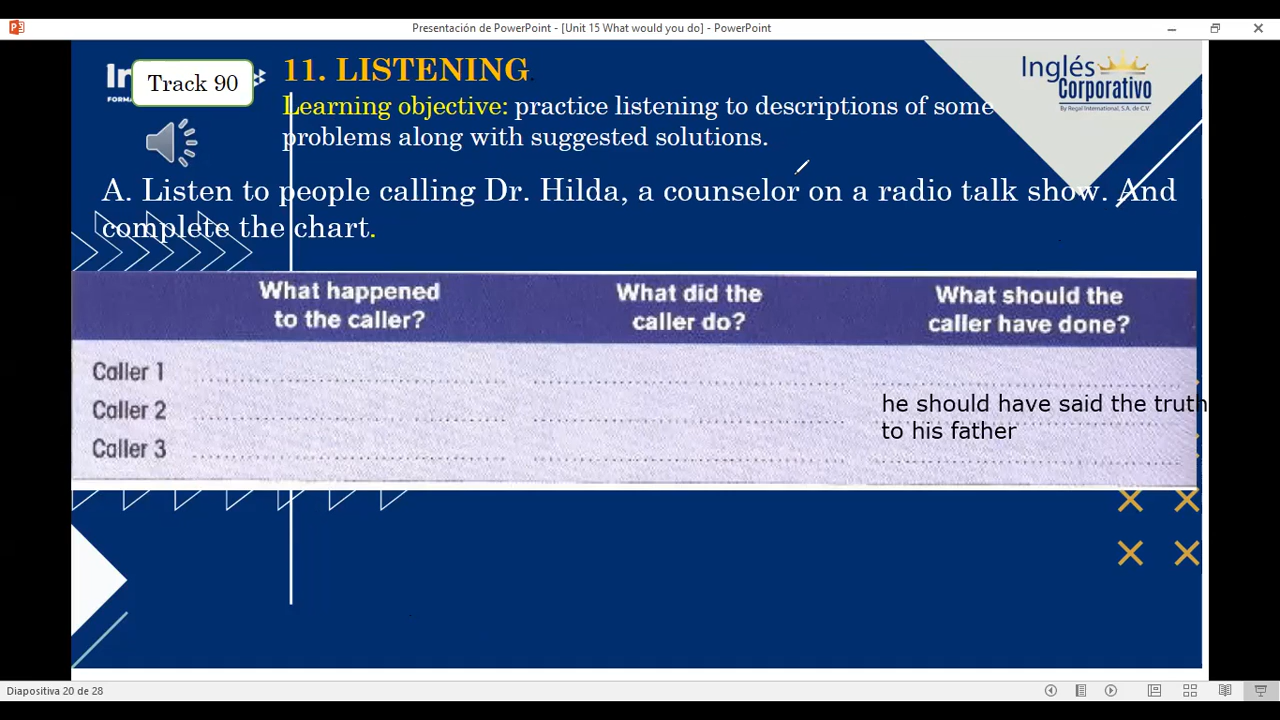 Presentación de PowerPoint - [Unit 15 What would you do] - PowerPoint
Track 90
11. LISTENING
Learning objective: practice listening to descriptions of some
problems along with suggested solutions.
Inglés
Corporativo
By Regal International, S.A. de C.V.
A. Listen to people calling Dr. Hilda, a counselor on a radio talk show. And
complete the chart.
What happened
to the caller?
What did the
caller do?
What should the
caller have done?
Caller 1
Caller 2
he should have said the truth
to his father
Caller 3
Diapositiva 20 de 28